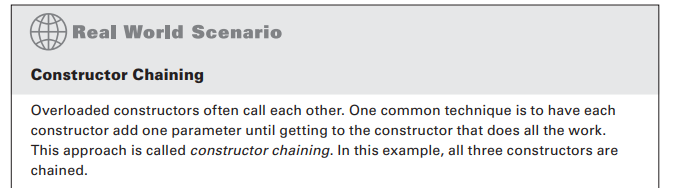 Real World Scenario
Constructor Chaining
Overloaded constructors often call each other. One common technique is to have each
constructor add one parameter until getting to the constructor that does all the work.
This approach is called constructor chaining. In this example, all three constructors are
chained.